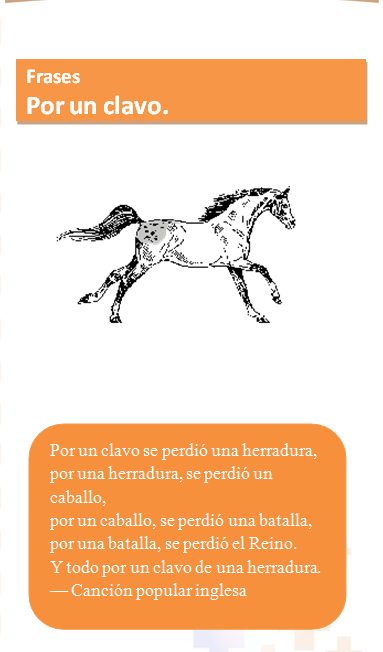 Frases
Por un clavo.
Por un clavo se perdió una herradura,
por una herradura, se perdió un
caballo,
por un caballo, se perdió una batalla,
por una batalla, se perdió el Reino.
Y todo por un clavo de una herradura.
— Canción popular inglesa